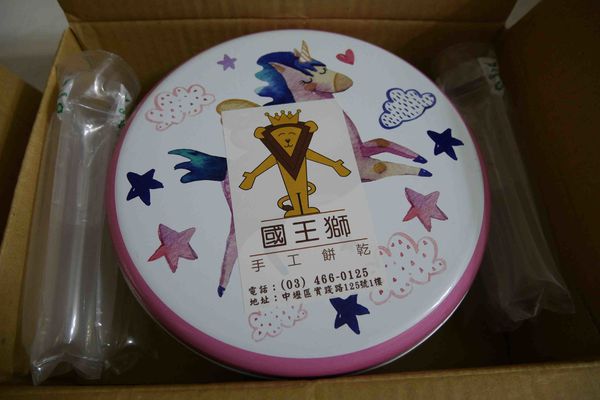 國王獅
手工餅乾
電話：(03) 466-0125
地址：中壢區實踐路125號1樓